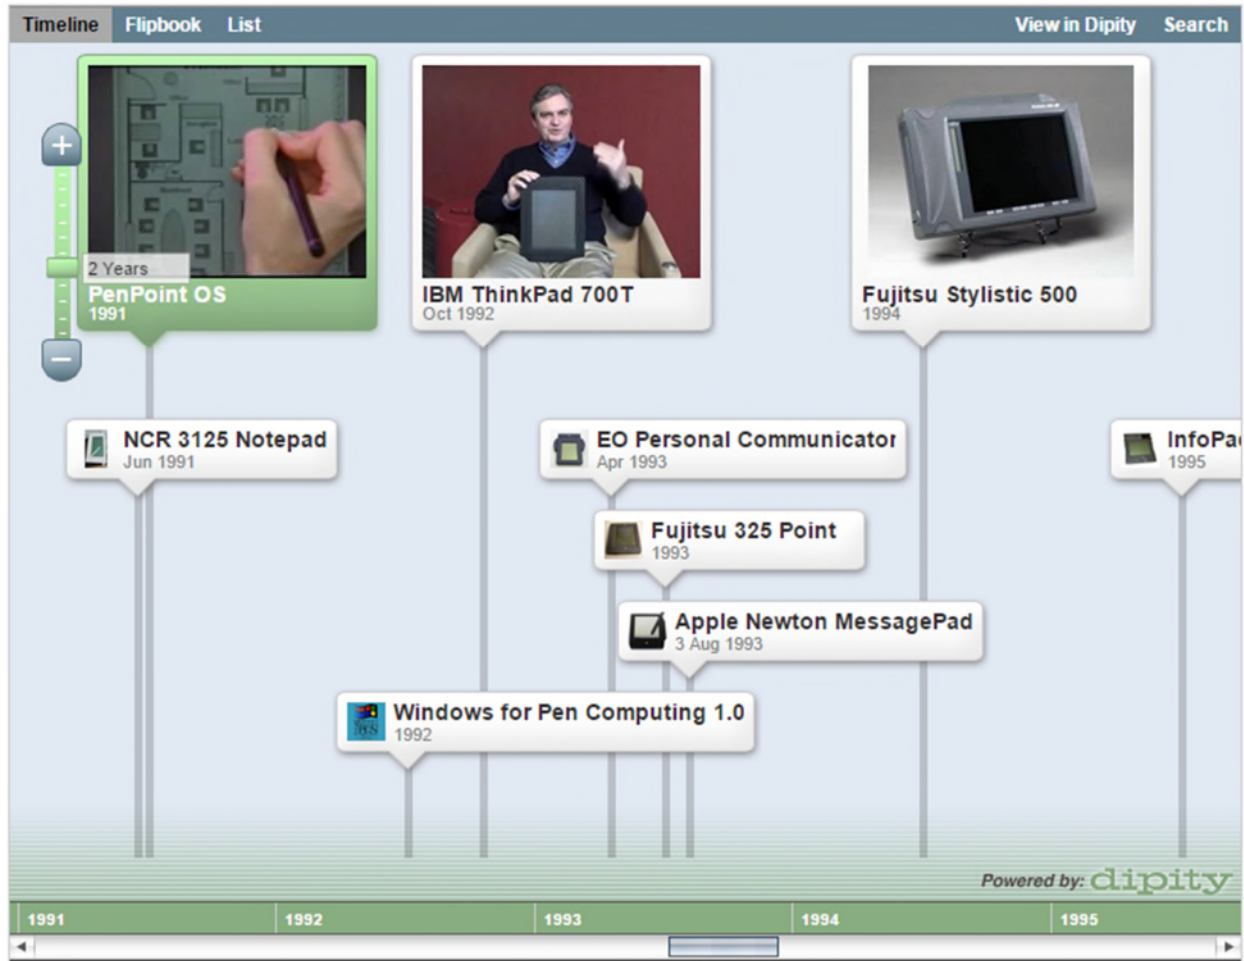 Timeline Flipbook List View in Dipity Search
2 Years
PenPoint OS
1991
IBM ThinkPad 700T
Oct 1992
Fujitsu Stylistic 500
1994
NCR 3125 Notepad
Jun 1991
EO Personal Communicator
Apr 1993
InfoPa
1995
Fujitsu 325 Point
1993
Apple Newton MessagePad
3 Aug 1993
Windows for Pen Computing 1.0
1992
Powered by: dipity
1991 1992 1993 1994 1995